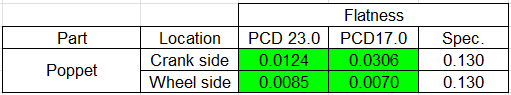 Flatness
Part Location PCD 23.0 PCD17.0 Spec.
Poppet Crank side 0.0124 0.0306 0.130
Wheel side 0.0085 0.0070 0.130